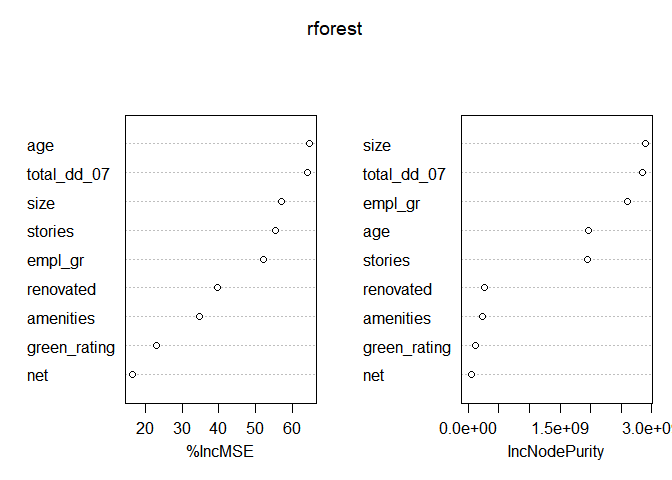 rforest
age
total_dd_07
size
stories
empl_gr
renovated
amenities
green_rating
net
20 30 40 50 60
%IncMSE
size
total_dd_07
empl_gr
age
stories
renovated
amenities
green_rating
net
0.0e+00 1.5e+09 3.0e+0
IncNodePurity